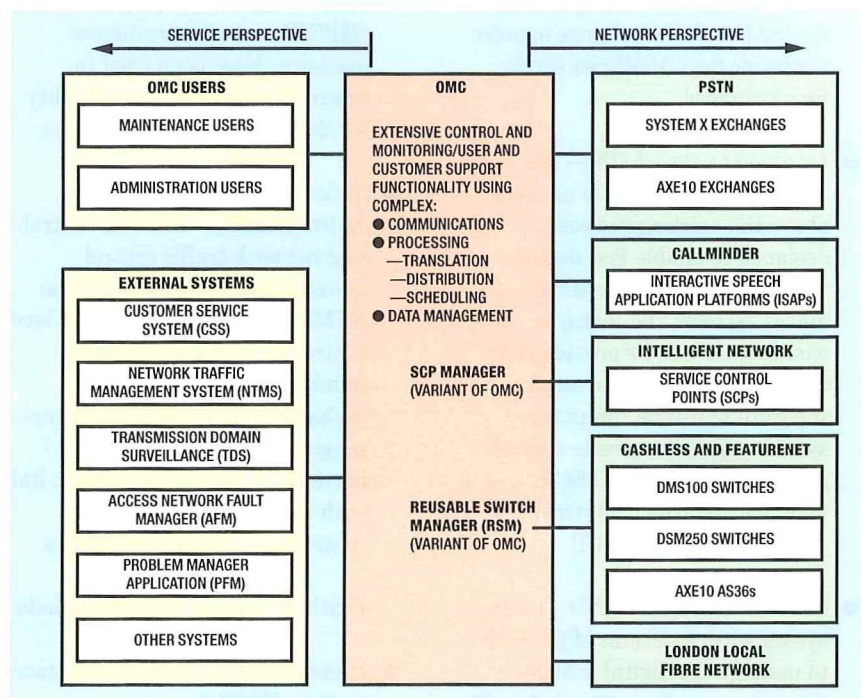 SERVICE PERSPECTIVE
NETWORK PERSPECTIVE
OMC USERS
MAINTENANCE USERS
ADMINISTRATION USERS
EXTERNAL SYSTEMS
CUSTOMER SERVICE
SYSTEM (CSS)
NETWORK TRAFFIC
MANAGEMENT SYSTEM (NTMS)
TRANSMISSION DOMAIN
SURVEILLANCE (TDS)
ACCESS NETWORK FAULT
MANAGER (AFM)
PROBLEM MANAGER
APPLICATION (PFM)
OTHER SYSTEMS
OMC
EXTENSIVE CONTROL AND
MONITORING/USER AND
CUSTOMER SUPPORT
FUNCTIONALITY USING
COMPLEX:
● COMMUNICATIONS
● PROCESSING
—TRANSLATION
—DISTRIBUTION
—SCHEDULING
● DATA MANAGEMENT
SCP MANAGER
(VARIANT OF OMC)
REUSABLE SWITCH
MANAGER (RSM)
(VARIANT OF OMC)
PSTN
SYSTEM X EXCHANGES
AXE10 EXCHANGES
CALLMINDER
INTERACTIVE SPEECH
APPLICATION PLATFORMS (ISAPs)
INTELLIGENT NETWORK
SERVICE CONTROL
POINTS (SCPs)
CASHLESS AND FEATURENET
DMS100 SWITCHES
DSM250 SWITCHES
AXE10 AS36s
LONDON LOCAL
FIBRE NETWORK